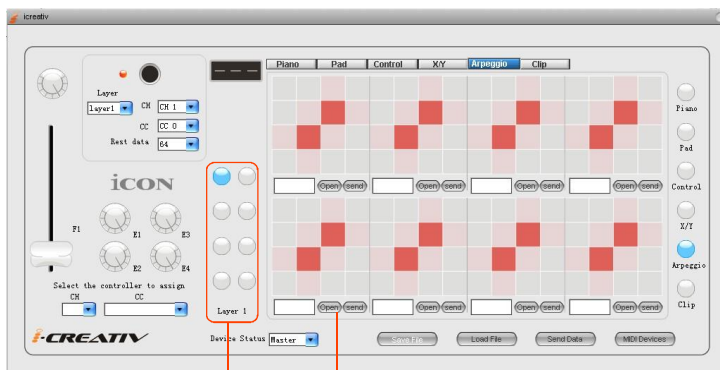 icreativ
Piano Pad Control X/Y Arpeggio Clip
Layer
layer1 CH CH 1
CC CC 0
Rest data 64
- - -
iCON
F1 E1 E3
E2 E4
Select the controller to assign
CH CC
Layer 1
Open send Open send Open send Open send
Open send Open send Open send Open send
Piano
Pad
Control
X/Y
Arpeggio
Clip
i-CREATIV
Device Status Master Save File Load File Send Data MIDI Devices